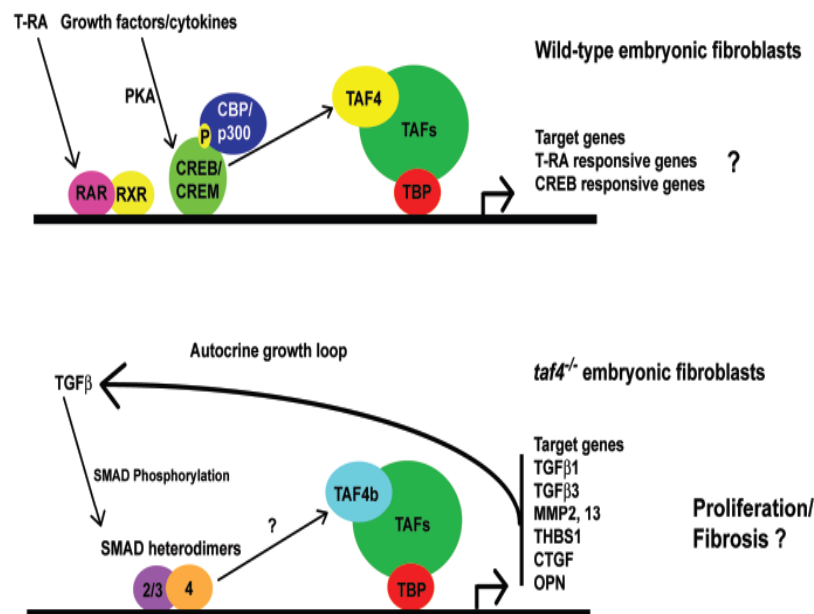 T-RA Growth factors/cytokines
Wild-type embryonic fibroblasts
PKA
CBP/
p300
P
CREB/
CREM
RAR
RXR
TAF4
TAFs
TBP
Target genes
T-RA responsive genes
CREB responsive genes
?
Autocrine growth loop
TGFβ
taf4-/- embryonic fibroblasts
SMAD Phosphorylation
SMAD heterodimers
2/3
4
?
TAF4b
TAFs
TBP
Target genes
TGFβ1
TGFβ3
MMP2, 13
THBS1
CTGF
OPN
Proliferation/
Fibrosis ?